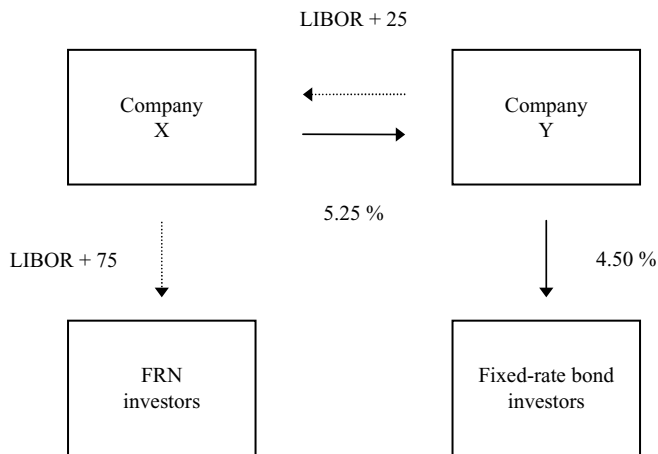 LIBOR + 25
Company
X
Company
Y
5.25 %
LIBOR + 75
4.50 %
FRN
investors
Fixed-rate bond
investors